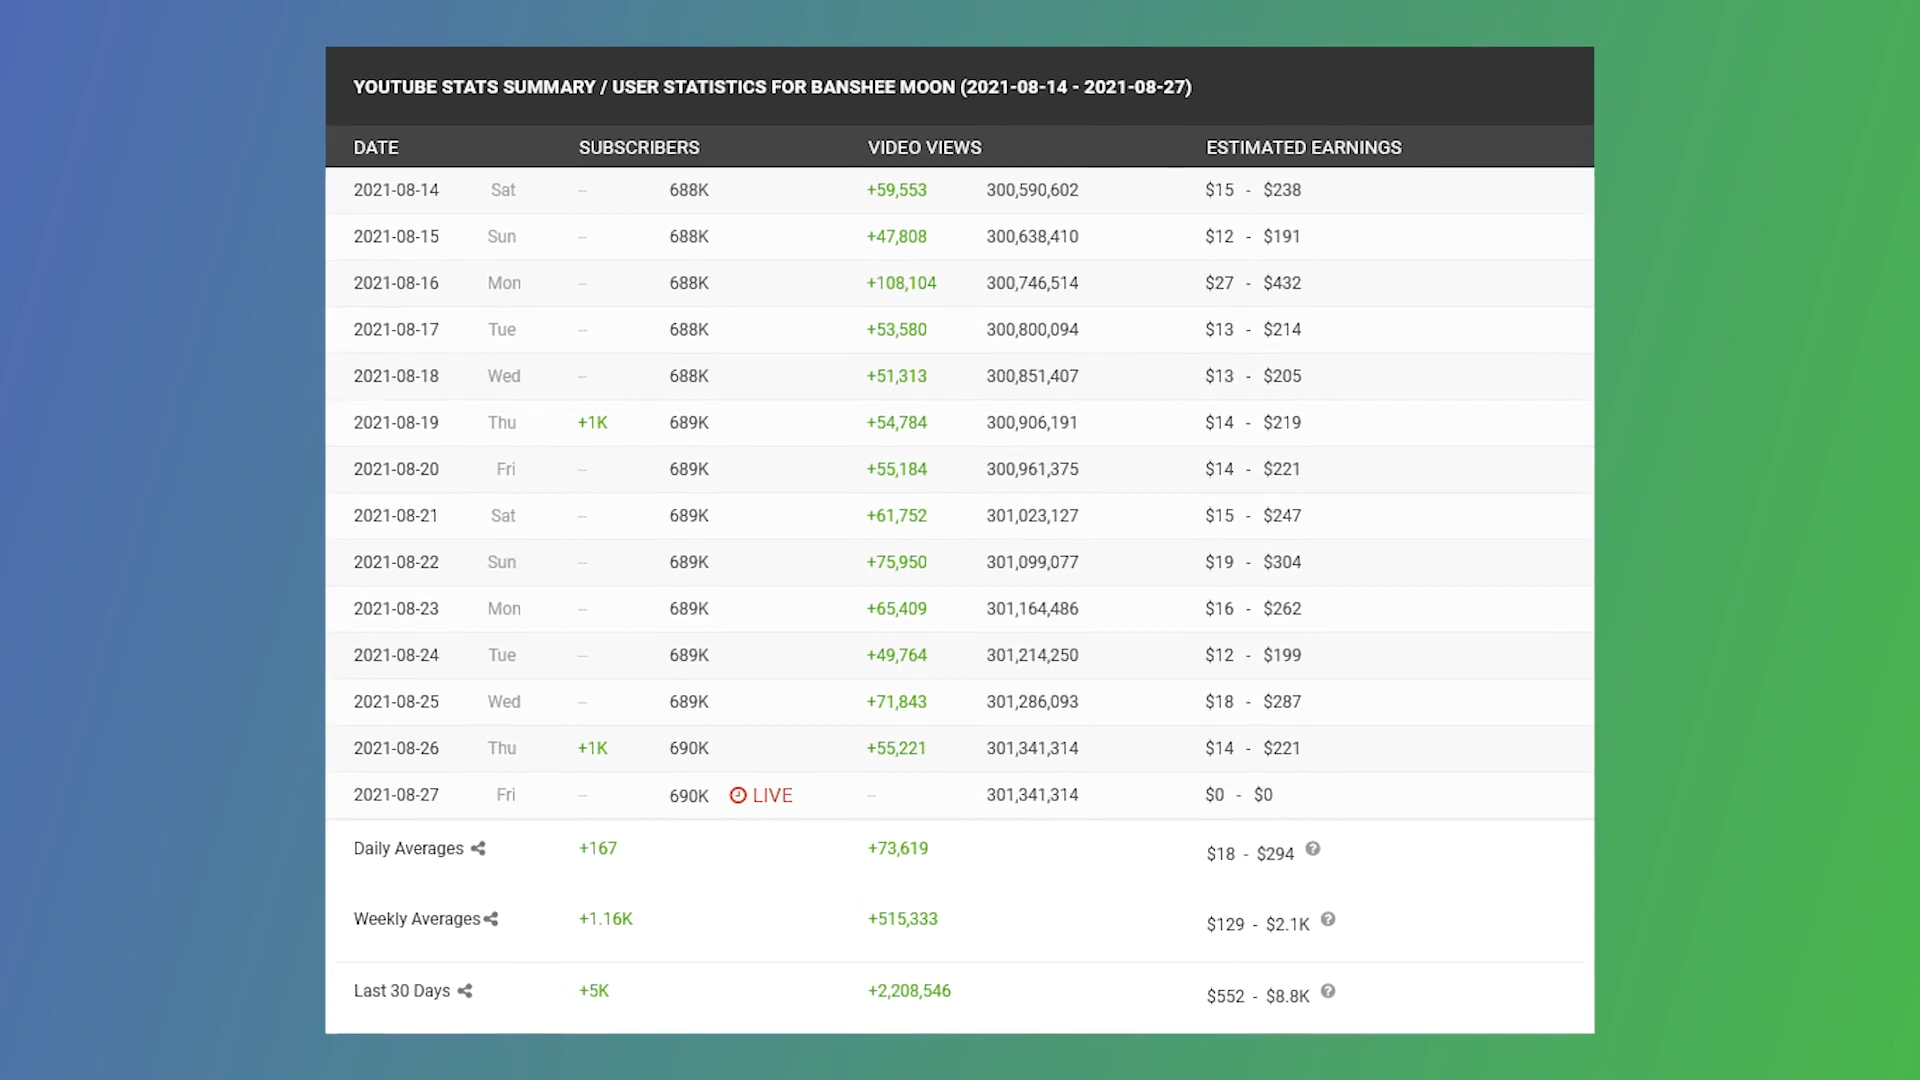 YOUTUBE STATS SUMMARY / USER STATISTICS FOR BANSHEE MOON (2021-08-14 - 2021-08-27)
DATE SUBSCRIBERS VIDEO VIEWS ESTIMATED EARNINGS
2021-08-14 Sat -- 688K +59,553 300,590,602 $15 - $238
2021-08-15 Sun -- 688K +47,808 300,638,410 $12 - $191
2021-08-16 Mon -- 688K +108,104 300,746,514 $27 - $432
2021-08-17 Tue -- 688K +53,580 300,800,094 $13 - $214
2021-08-18 Wed -- 688K +51,313 300,851,407 $13 - $205
2021-08-19 Thu +1K 689K +54,784 300,906,191 $14 - $219
2021-08-20 Fri -- 689K +55,184 300,961,375 $14 - $221
2021-08-21 Sat -- 689K +61,752 301,023,127 $15 - $247
2021-08-22 Sun -- 689K +75,950 301,099,077 $19 - $304
2021-08-23 Mon -- 689K +65,409 301,164,486 $16 - $262
2021-08-24 Tue -- 689K +49,764 301,214,250 $12 - $199
2021-08-25 Wed -- 689K +71,843 301,286,093 $18 - $287
2021-08-26 Thu +1K 690K +55,221 301,341,314 $14 - $221
2021-08-27 Fri -- 690K LIVE -- 301,341,314 $0 - $0
Daily Averages +167 +73,619 $18 - $294 ?
Weekly Averages +1.16K +515,333 $129 - $2.1K ?
Last 30 Days +5K +2,208,546 $552 - $8.8K ?